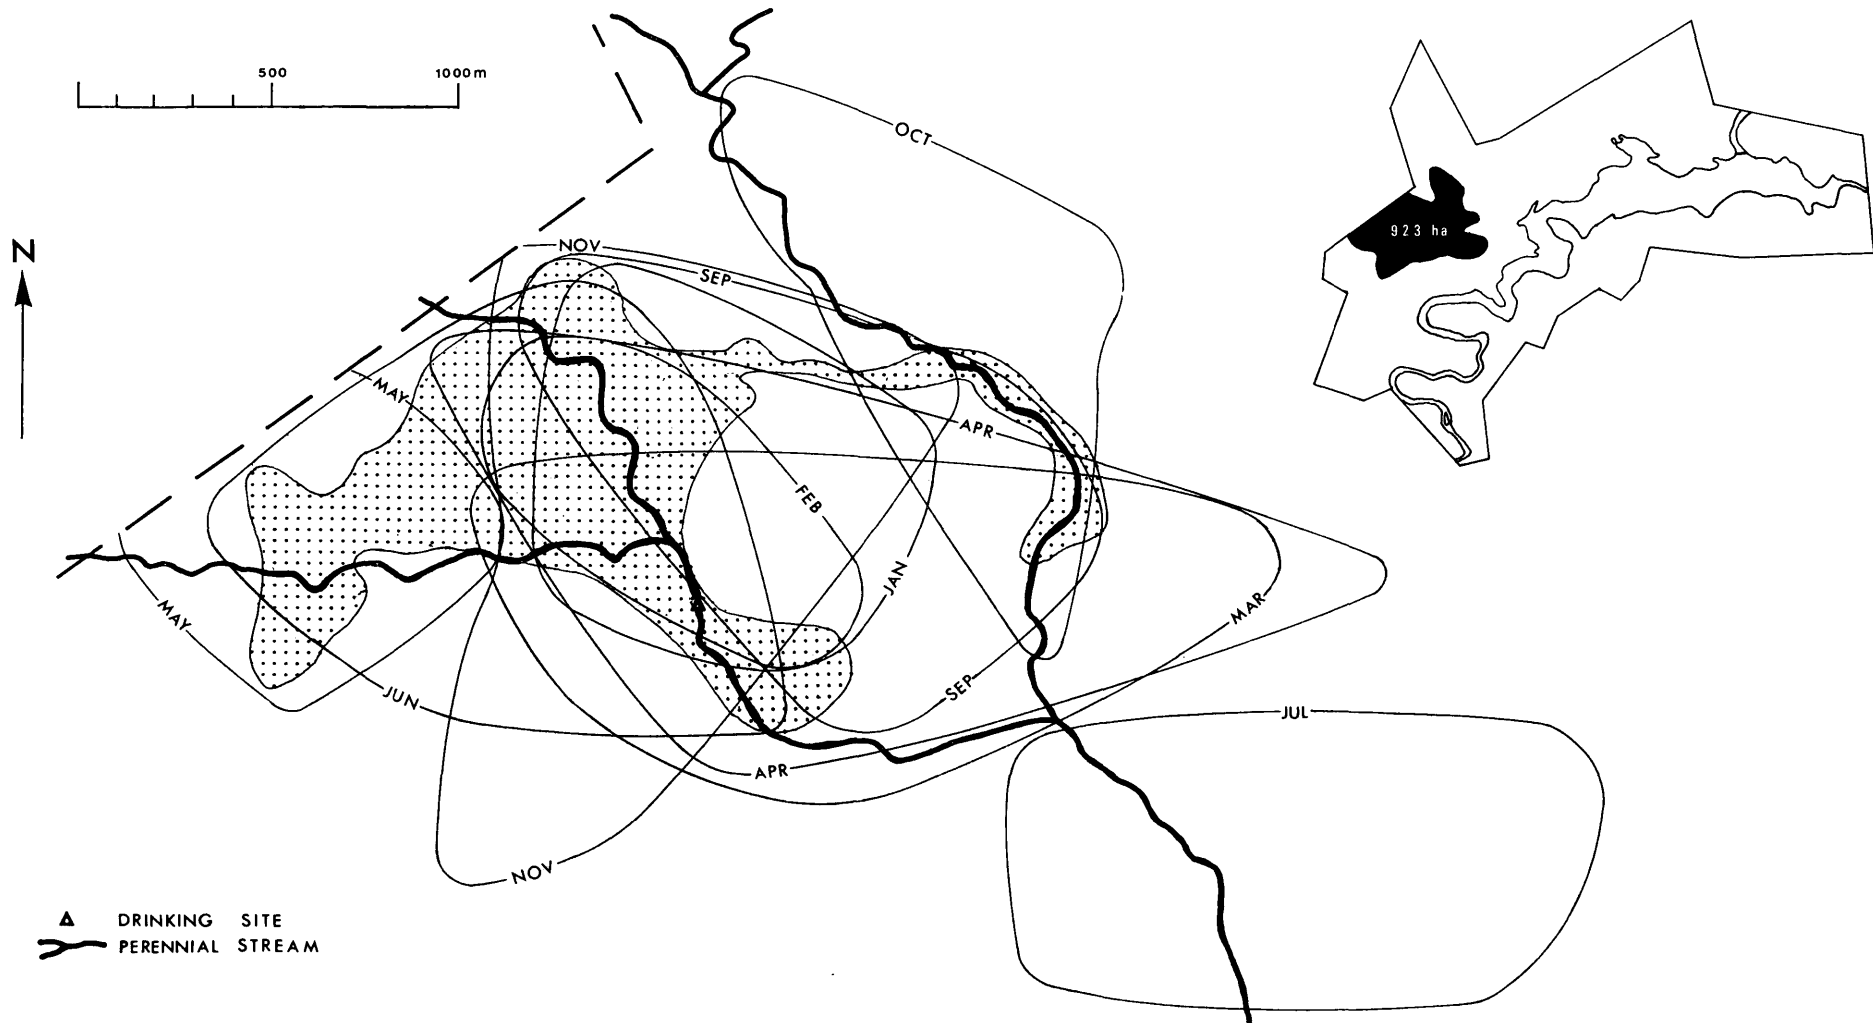 500 1000m
OCT
923 ha
N
NOV
SEP
MAY
APR
FEB
JAN
MAY
MAR
JUN
SEP
JUL
APR
NOV
DRINKING SITE
PERENNIAL STREAM